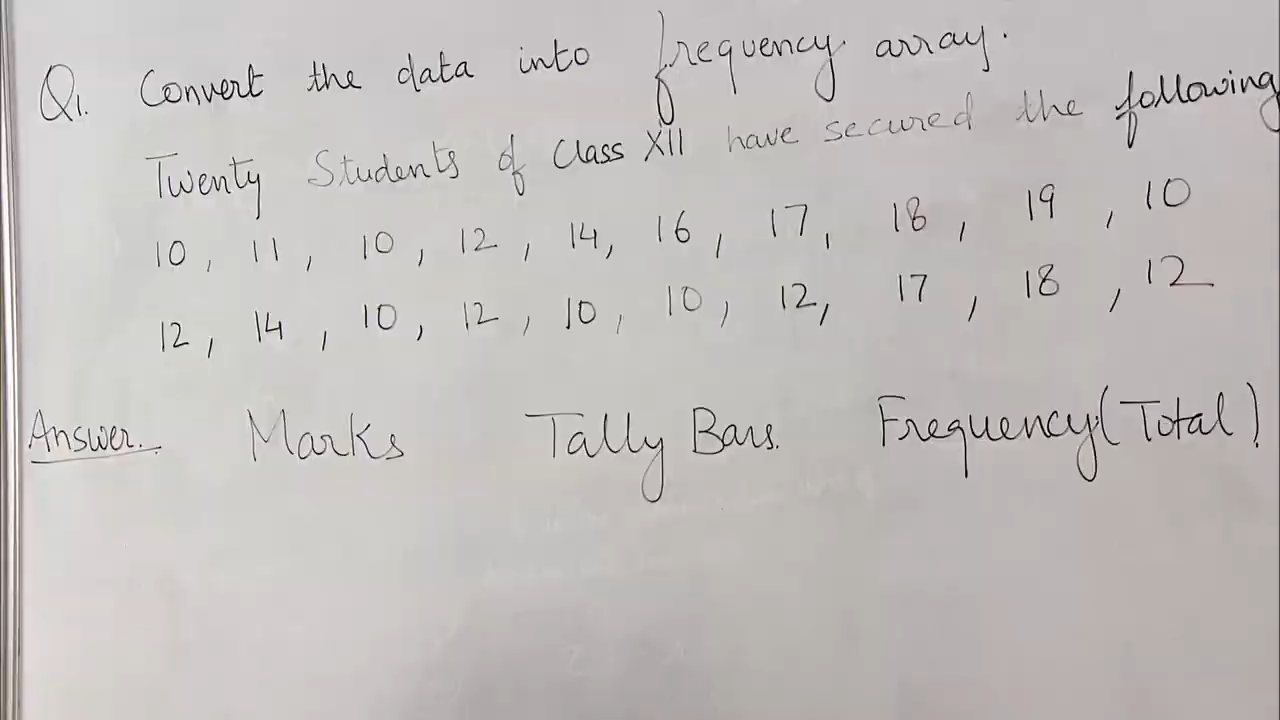 Q1. Convert the data into frequency array.
Twenty Students of Class XII have secured the following
10, 11, 10, 12, 14, 16, 17, 18, 19, 10
12, 14, 10, 12, 10, 10, 12, 17, 18, 12
Answer. Marks Tally Bars. Frequency (Total)